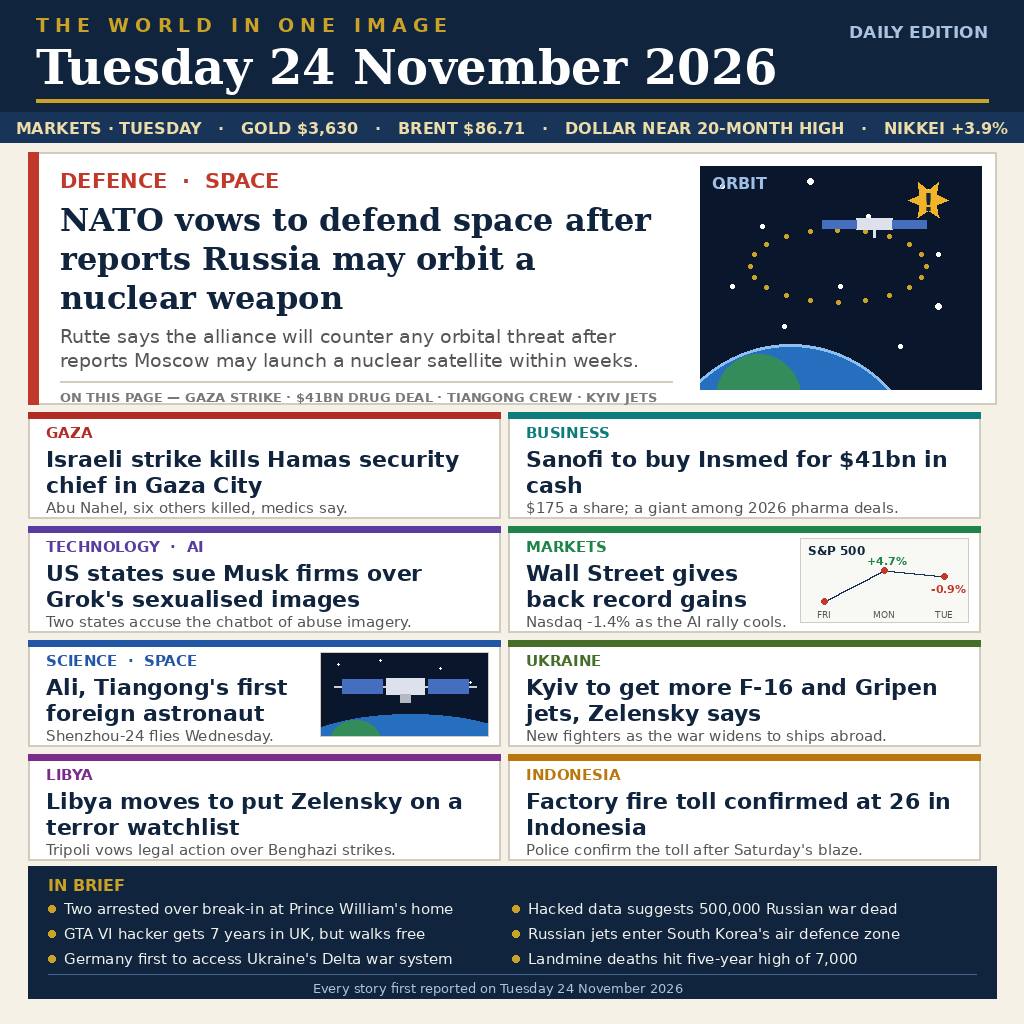 THE WORLD IN ONE IMAGE
DAILY EDITION
Tuesday 24 November 2026
MARKETS · TUESDAY · GOLD $3,630 · BRENT $86.71 · DOLLAR NEAR 20-MONTH HIGH · NIKKEI +3.9%
DEFENCE · SPACE
NATO vows to defend space after
reports Russia may orbit a
nuclear weapon
Rutte says the alliance will counter any orbital threat after
reports Moscow may launch a nuclear satellite within weeks.
ON THIS PAGE — GAZA STRIKE · $41BN DRUG DEAL · TIANGONG CREW · KYIV JETS
ORBIT
!
GAZA
Israeli strike kills Hamas security
chief in Gaza City
Abu Nahel, six others killed, medics say.
BUSINESS
Sanofi to buy Insmed for $41bn in
cash
$175 a share; a giant among 2026 pharma deals.
TECHNOLOGY · AI
US states sue Musk firms over
Grok's sexualised images
Two states accuse the chatbot of abuse imagery.
MARKETS
Wall Street gives
back record gains
Nasdaq -1.4% as the AI rally cools.
S&P 500
+4.7%
-0.9%
FRI MON TUE
SCIENCE · SPACE
Ali, Tiangong's first
foreign astronaut
Shenzhou-24 flies Wednesday.
UKRAINE
Kyiv to get more F-16 and Gripen
jets, Zelensky says
New fighters as the war widens to ships abroad.
LIBYA
Libya moves to put Zelensky on a
terror watchlist
Tripoli vows legal action over Benghazi strikes.
INDONESIA
Factory fire toll confirmed at 26 in
Indonesia
Police confirm the toll after Saturday's blaze.
IN BRIEF
Two arrested over break-in at Prince William's home
GTA VI hacker gets 7 years in UK, but walks free
Germany first to access Ukraine's Delta war system
Hacked data suggests 500,000 Russian war dead
Russian jets enter South Korea's air defence zone
Landmine deaths hit five-year high of 7,000
Every story first reported on Tuesday 24 November 2026